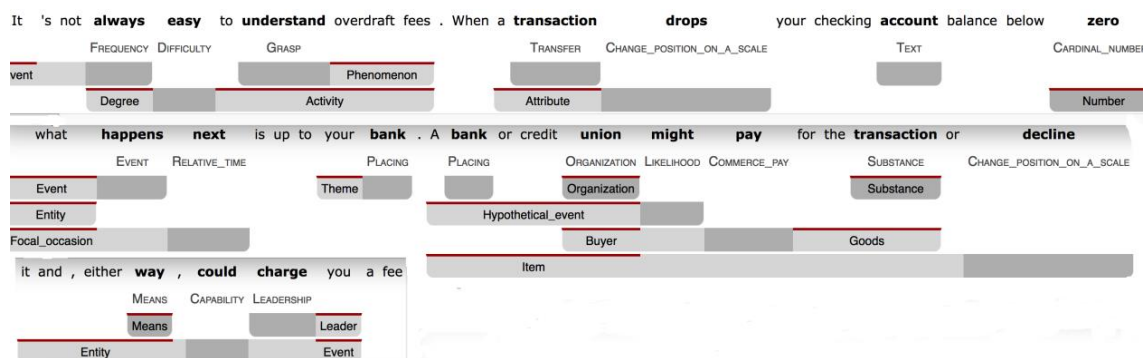 It 's not always easy to understand overdraft fees . When a transaction drops your checking account balance below zero
FREQUENCY DIFFICULTY GRASP TRANSFER CHANGE_POSITION_ON_A_SCALE TEXT CARDINAL_NUMBER
vent Phenomenon
Degree Activity Attribute Number
what happens next is up to your bank . A bank or credit union might pay for the transaction or decline
EVENT RELATIVE_TIME PLACING PLACING ORGANIZATION LIKELIHOOD COMMERCE_PAY SUBSTANCE CHANGE_POSITION_ON_A_SCALE
Event Theme Organization Substance
Entity Hypothetical_event
Focal_occasion Buyer Goods
Item
it and , either way , could charge you a fee
MEANS CAPABILITY LEADERSHIP
Means Leader
Entity Event